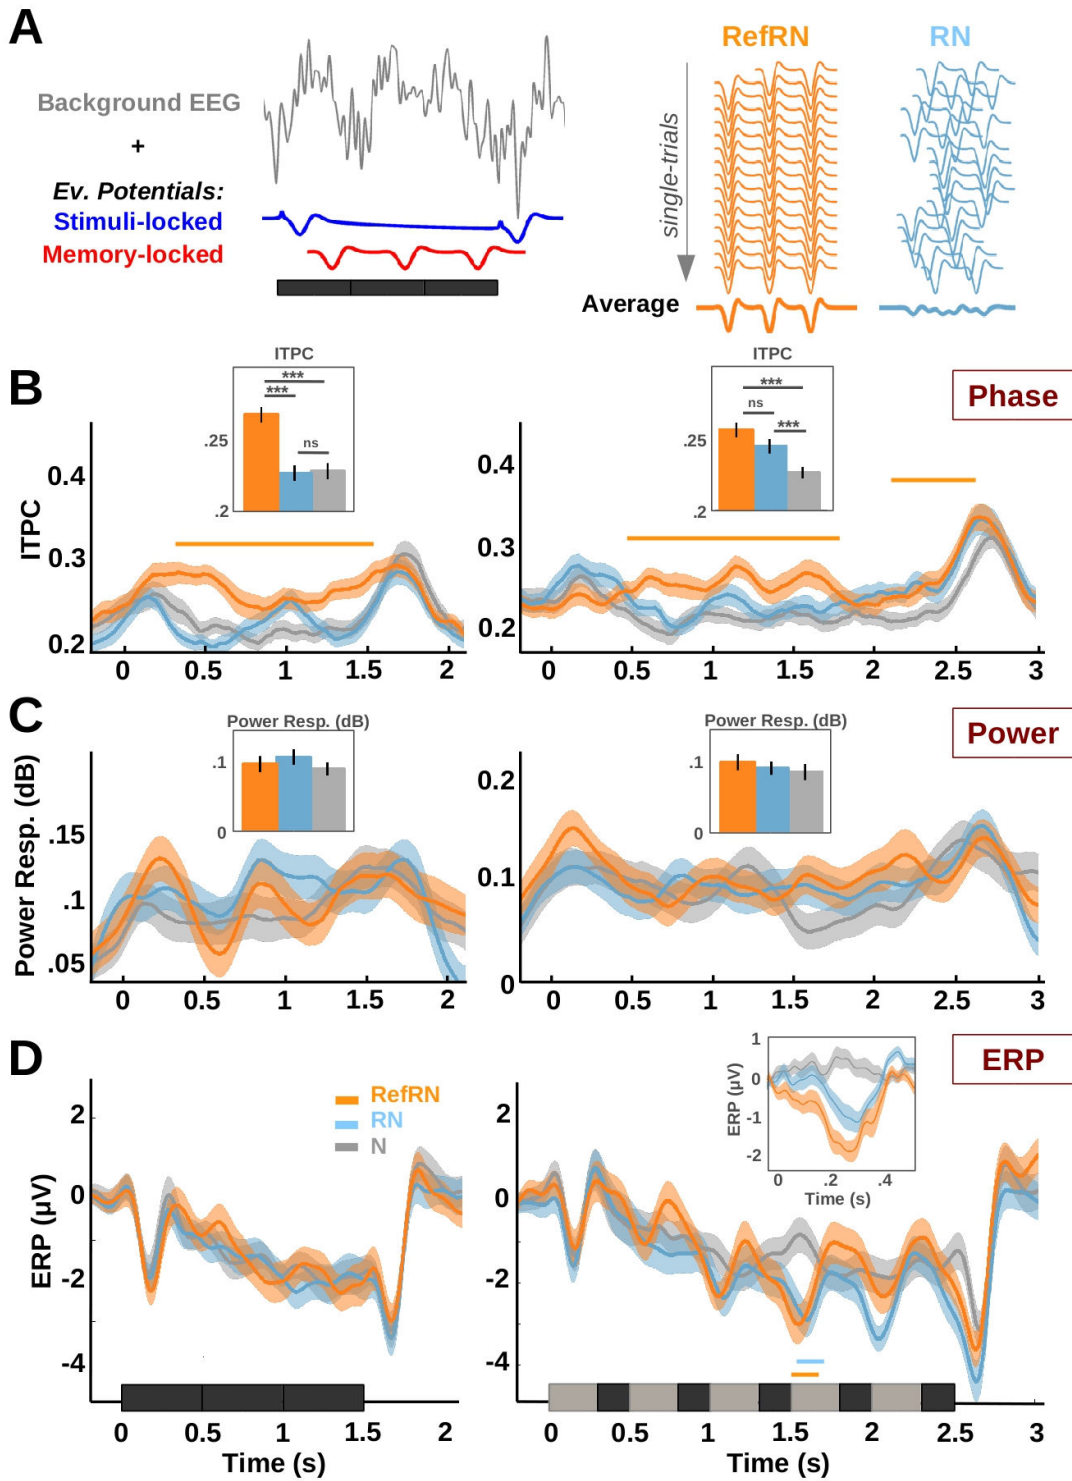 A
RefRN
RN
Background EEG
+
Ev. Potentials:
Stimuli-locked
Memory-locked
single-trials
Average
B
Phase
ITPC
***
***
ns
.25
.2
ITPC
***
ns
***
.25
.2
ITPC
0.4
0.3
0.2
0 0.5 1 1.5 2
0.4
0.3
0.2
0 0.5 1 1.5 2 2.5 3
C
Power
Power Resp. (dB)
.1
0
Power Resp. (dB)
.1
0
Power Resp. (dB)
.15
.1
.05
0 0.5 1 1.5 2
0.2
0.1
0
0 0.5 1 1.5 2 2.5 3
D
ERP
RefRN
RN
N
ERP (μV)
1
0
-1
-2
0 .2 .4
Time (s)
ERP (μV)
2
0
-2
-4
0 0.5 1 1.5 2
Time (s)
2
0
-2
-4
0 0.5 1 1.5 2 2.5 3
Time (s)